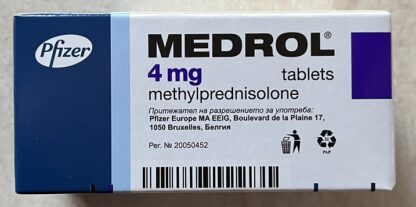 Pfizer
MEDROL®
4 mg tablets
methylprednisolone
Притежател на разрешението за употреба:
Pfizer Europe MA EEIG, Boulevard de la Plaine 17,
1050 Bruxelles, Белгия
Рег. № 20050452
PAP